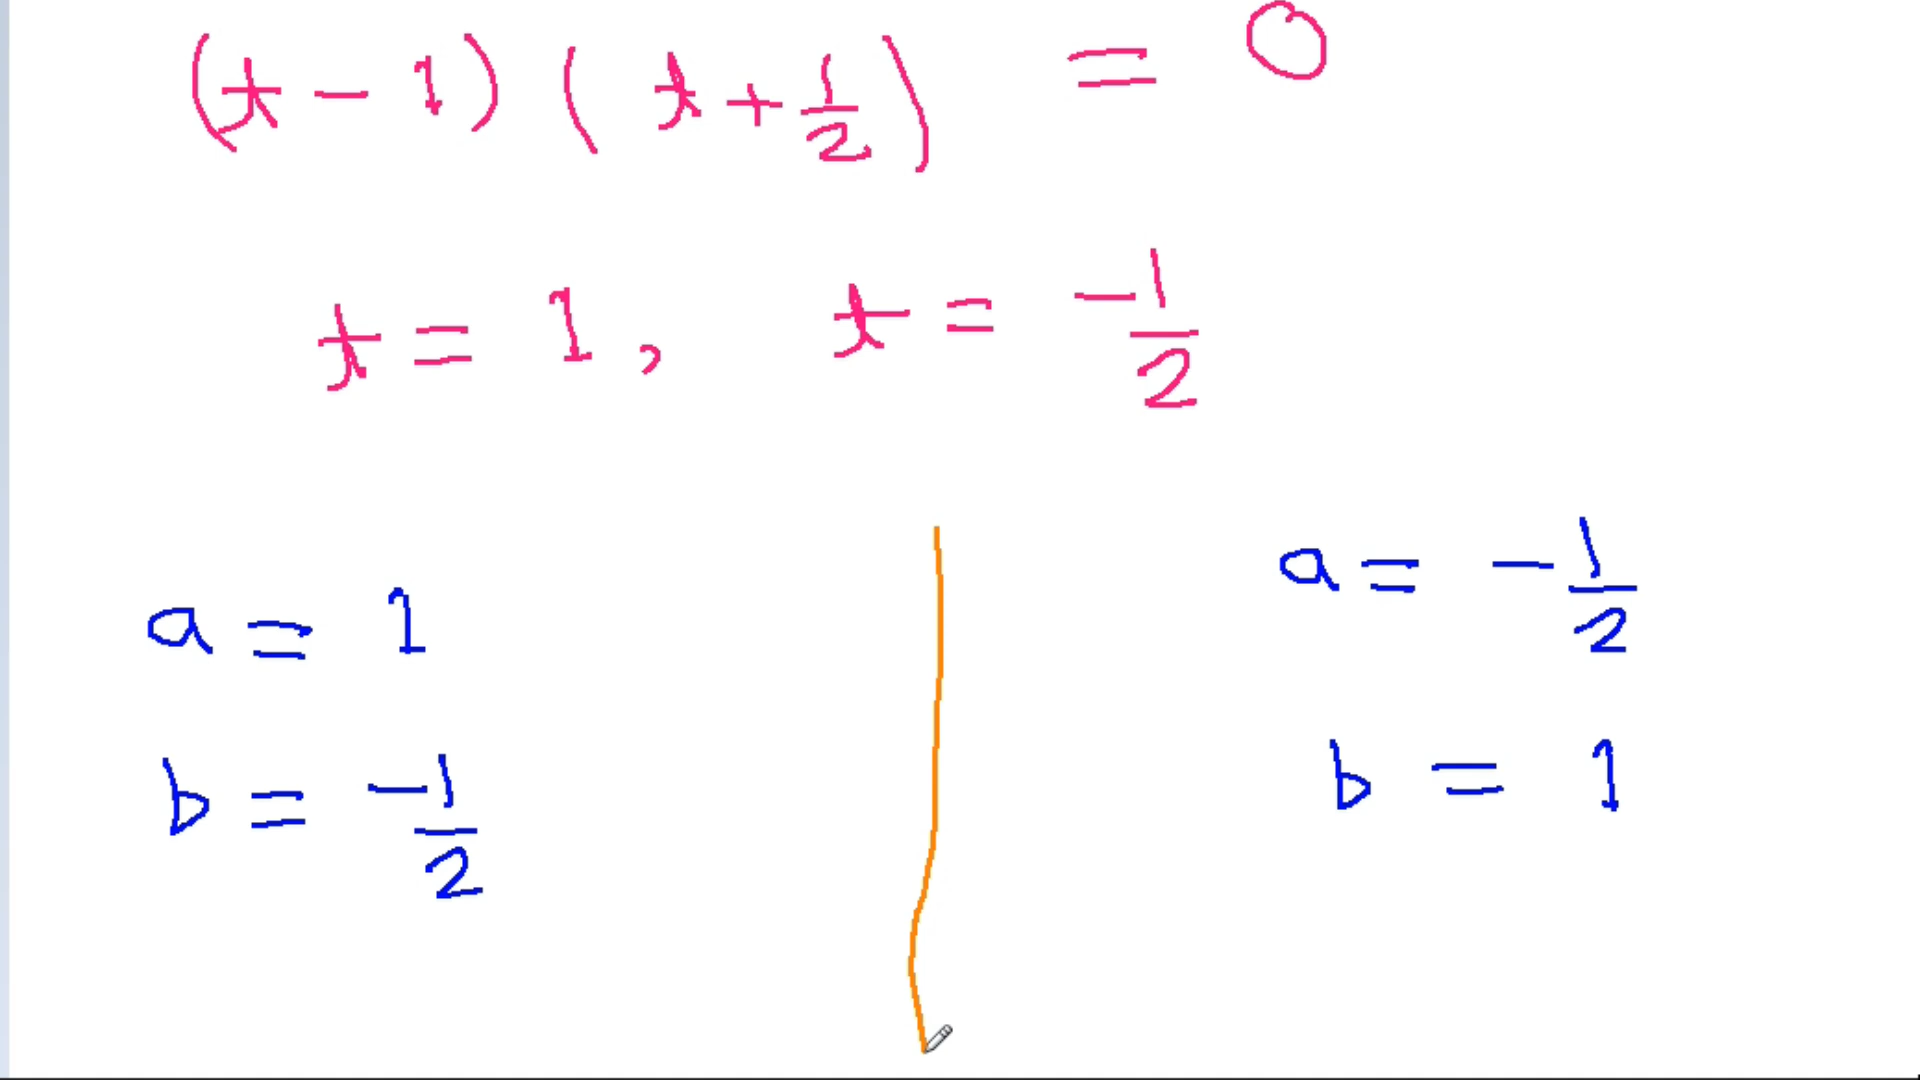 (t - 1) (t + 1/2) = 0
t = 1, t = -1/2
a = 1
b = -1/2
a = -1/2
b = 1